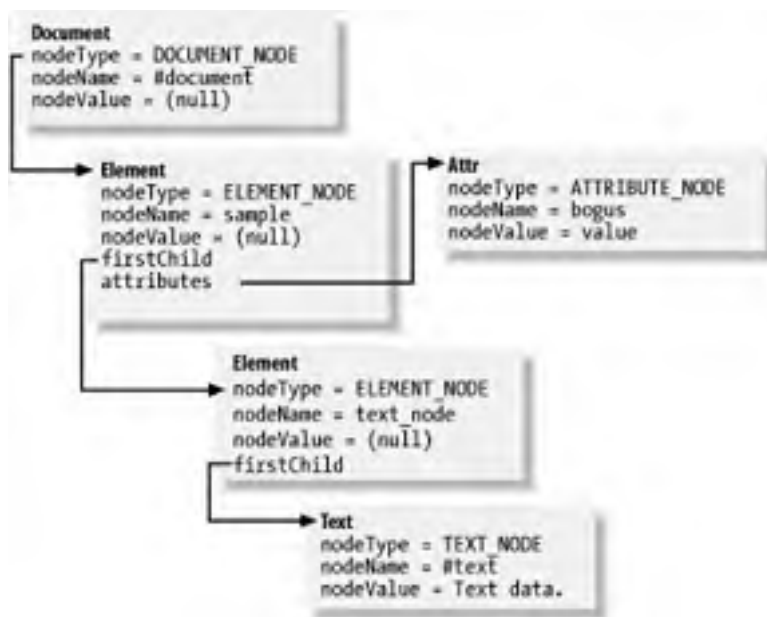 Document
nodeType = DOCUMENT_NODE
nodeName = #document
nodeValue = (null)
Element
nodeType = ELEMENT_NODE
nodeName = sample
nodeValue = (null)
firstChild
attributes
Attr
nodeType = ATTRIBUTE_NODE
nodeName = bogus
nodeValue = value
Element
nodeType = ELEMENT_NODE
nodeName = text_node
nodeValue = (null)
firstChild
Text
nodeType = TEXT_NODE
nodeName = #text
nodeValue = Text data.